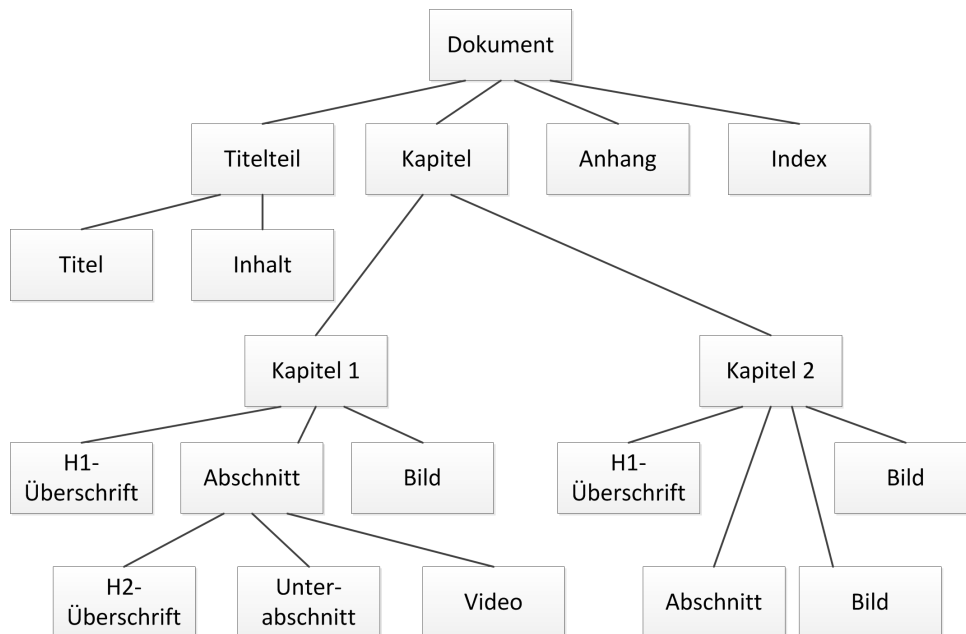 Dokument
Titelteil
Kapitel
Anhang
Index
Titel
Inhalt
Kapitel 1
Kapitel 2
H1-
Überschrift
Abschnitt
Bild
H1-
Überschrift
Bild
H2-
Überschrift
Unter-
abschnitt
Video
Abschnitt
Bild